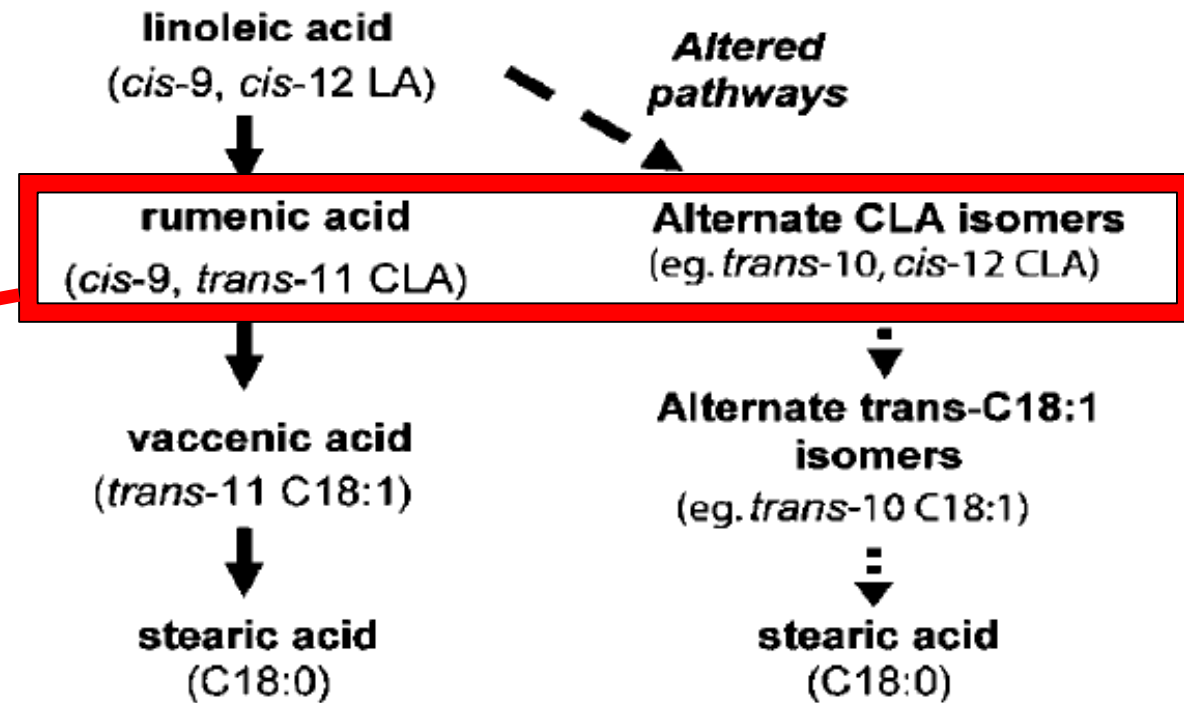 linoleic acid
(cis-9, cis-12 LA)
Altered
pathways
rumenic acid
(cis-9, trans-11 CLA)
Alternate CLA isomers
(eg. trans-10, cis-12 CLA)
vaccenic acid
(trans-11 C18:1)
Alternate trans-C18:1
isomers
(eg. trans-10 C18:1)
stearic acid
(C18:0)
stearic acid
(C18:0)